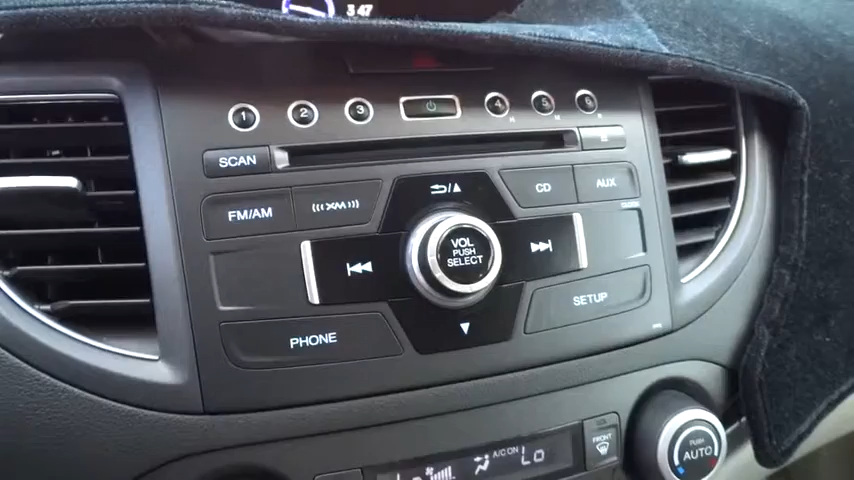 3:47
1 2 3 4 5 6
SCAN
FM/AM XM CD AUX
VOL
PUSH
SELECT
SETUP
PHONE
A/C ON LO
FRONT
PUSH
AUTO